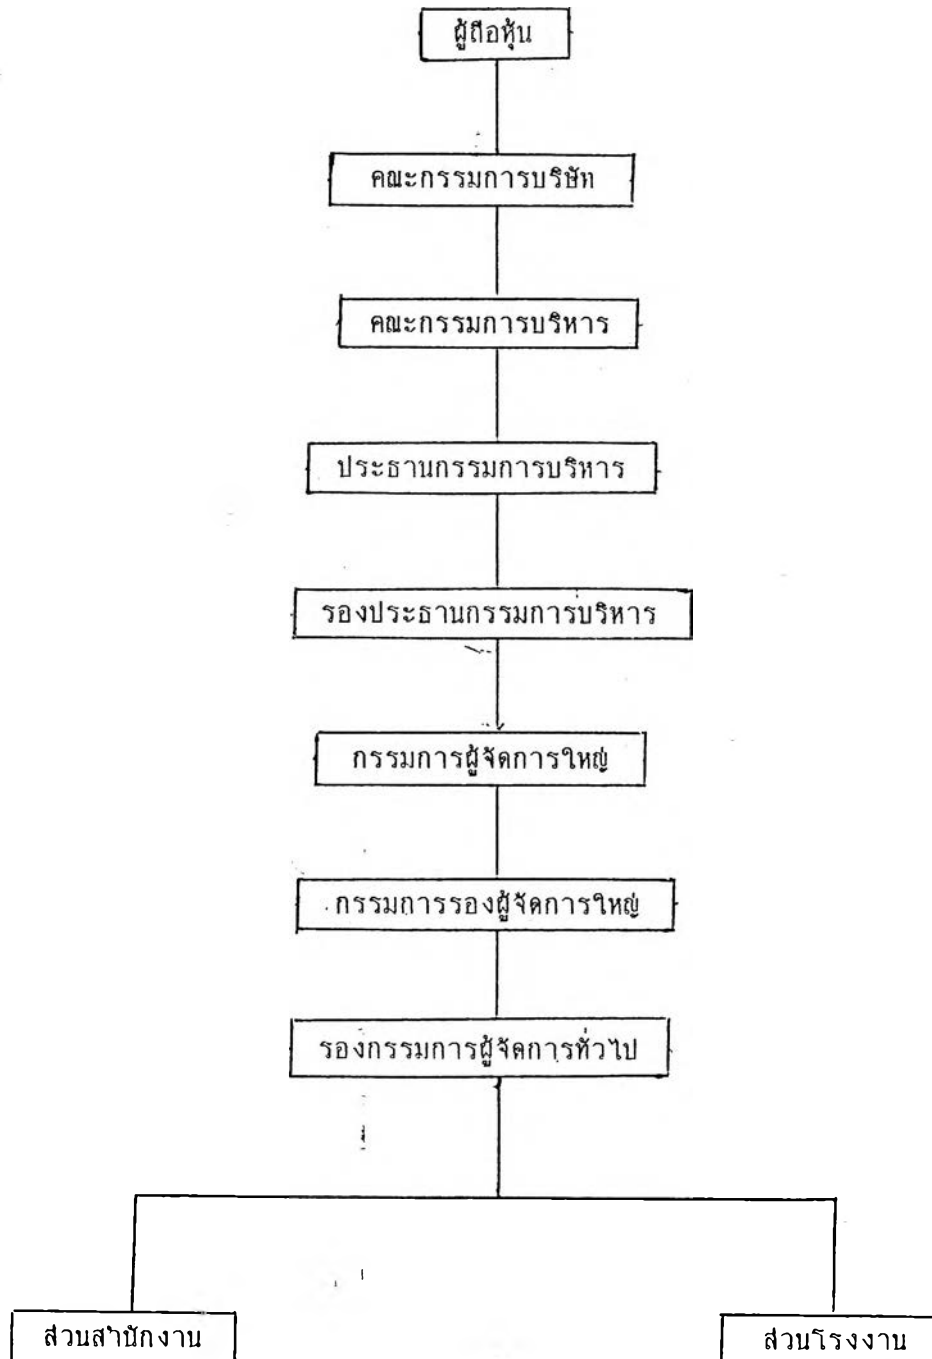 ผู้ถือหุ้น
คณะกรรมการบริษัท
คณะกรรมการบริหาร
ประธานกรรมการบริหาร
รองประธานกรรมการบริหาร
กรรมการผู้จัดการใหญ่
กรรมการรองผู้จัดการใหญ่
รองกรรมการผู้จัดการทั่วไป
ส่วนสำนักงาน
ส่วนโรงงาน